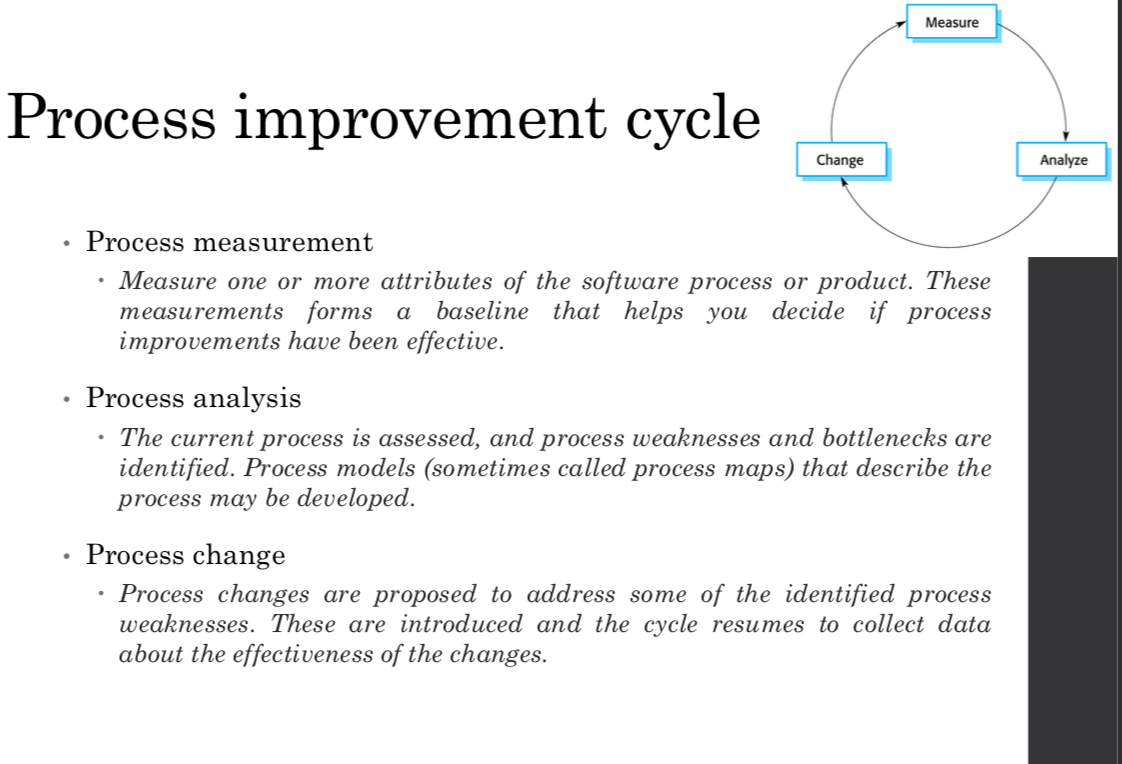 Measure
Process improvement cycle
Change
Analyze
• Process measurement
• Measure one or more attributes of the software process or product. These
measurements forms a baseline that helps you decide if process
improvements have been effective.
• Process analysis
• The current process is assessed, and process weaknesses and bottlenecks are
identified. Process models (sometimes called process maps) that describe the
process may be developed.
• Process change
• Process changes are proposed to address some of the identified process
weaknesses. These are introduced and the cycle resumes to collect data
about the effectiveness of the changes.